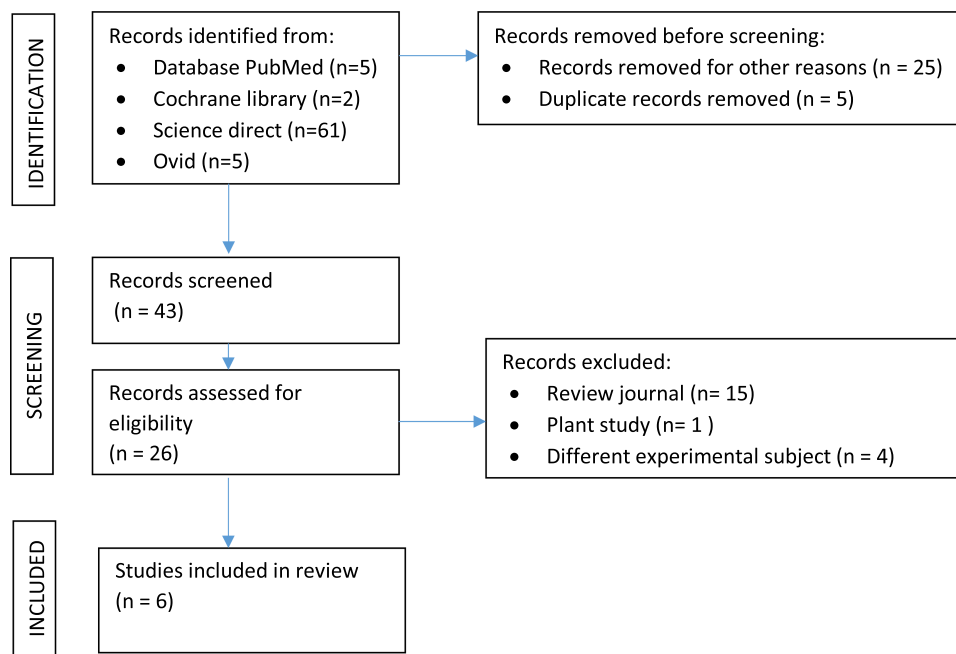 IDENTIFICATION
Records identified from:
• Database PubMed (n=5)
• Cochrane library (n=2)
• Science direct (n=61)
• Ovid (n=5)
Records removed before screening:
• Records removed for other reasons (n = 25)
• Duplicate records removed (n = 5)
SCREENING
Records screened
(n = 43)
Records assessed for
eligibility
(n = 26)
Records excluded:
• Review journal (n= 15)
• Plant study (n= 1 )
• Different experimental subject (n = 4)
INCLUDED
Studies included in review
(n = 6)